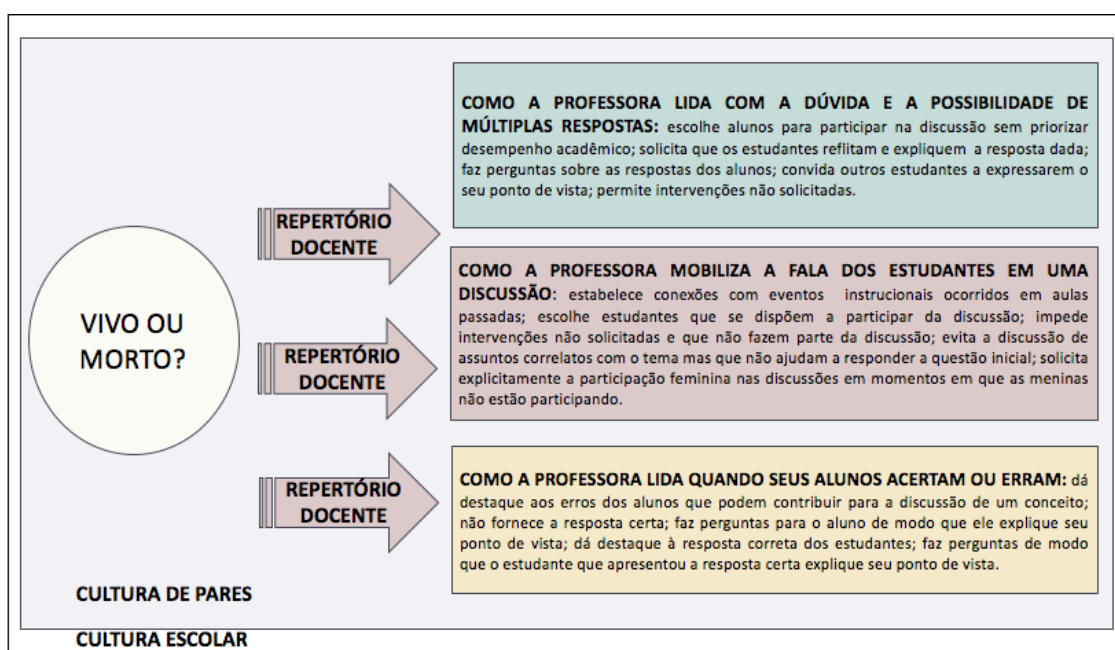 COMO A PROFESSORA LIDA COM A DÚVIDA E A POSSIBILIDADE DE
MÚLTIPLAS RESPOSTAS: escolhe alunos para participar na discussão sem priorizar
desempenho acadêmico; solicita que os estudantes reflitam e expliquem a resposta dada;
faz perguntas sobre as respostas dos alunos; convida outros estudantes a expressarem o
seu ponto de vista; permite intervenções não solicitadas.
REPERTÓRIO
DOCENTE
COMO A PROFESSORA MOBILIZA A FALA DOS ESTUDANTES EM UMA
DISCUSSÃO: estabelece conexões com eventos instrucionais ocorridos em aulas
passadas; escolhe estudantes que se dispõem a participar da discussão; impede
intervenções não solicitadas e que não fazem parte da discussão; evita a discussão de
assuntos correlatos com o tema mas que não ajudam a responder a questão inicial; solicita
explicitamente a participação feminina nas discussões em momentos em que as meninas
não estão participando.
VIVO OU
MORTO?
REPERTÓRIO
DOCENTE
COMO A PROFESSORA LIDA QUANDO SEUS ALUNOS ACERTAM OU ERRAM: dá
destaque aos erros dos alunos que podem contribuir para a discussão de um conceito;
não fornece a resposta certa; faz perguntas para o aluno de modo que ele explique seu
ponto de vista; dá destaque à resposta correta dos estudantes; faz perguntas de modo
que o estudante que apresentou a resposta certa explique seu ponto de vista.
REPERTÓRIO
DOCENTE
CULTURA DE PARES
CULTURA ESCOLAR